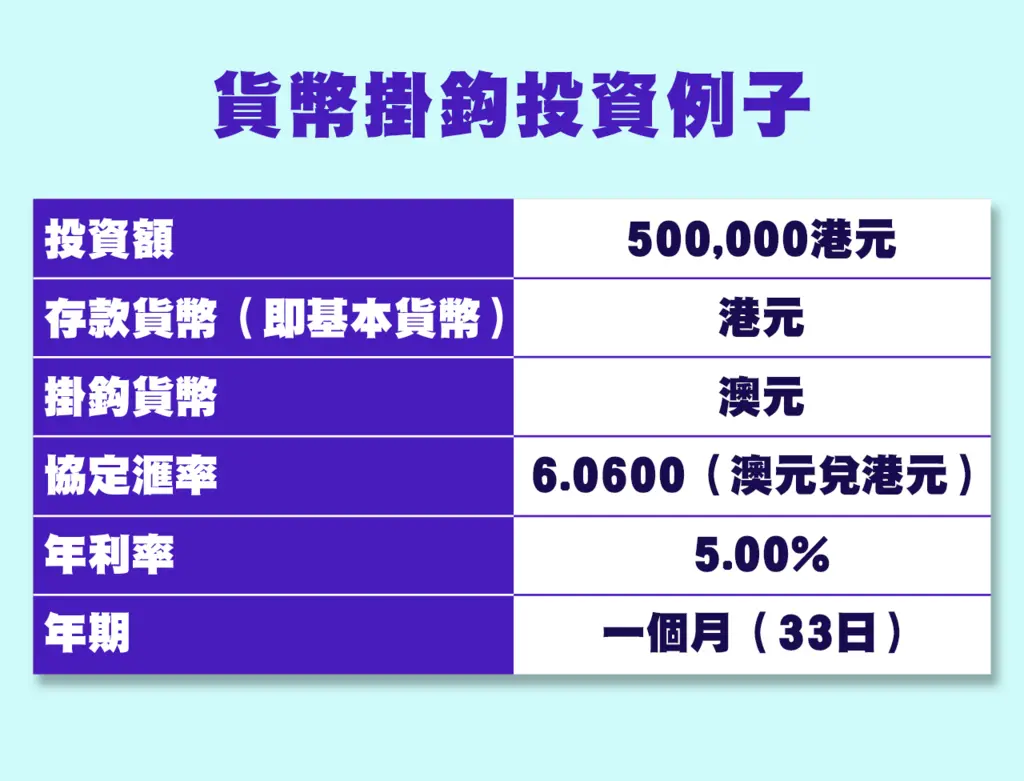 貨幣掛鈎投資例子
投資額 500,000港元
存款貨幣（即基本貨幣） 港元
掛鈎貨幣 澳元
協定滙率 6.0600（澳元兌港元）
年利率 5.00%
年期 一個月（33日）